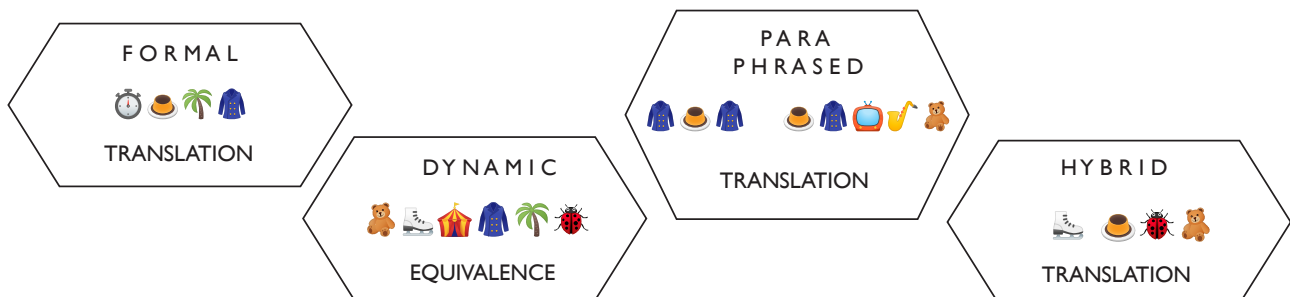 FORMAL
TRANSLATION
DYNAMIC
EQUIVALENCE
PARA
PHRASED
TRANSLATION
HYBRID
TRANSLATION